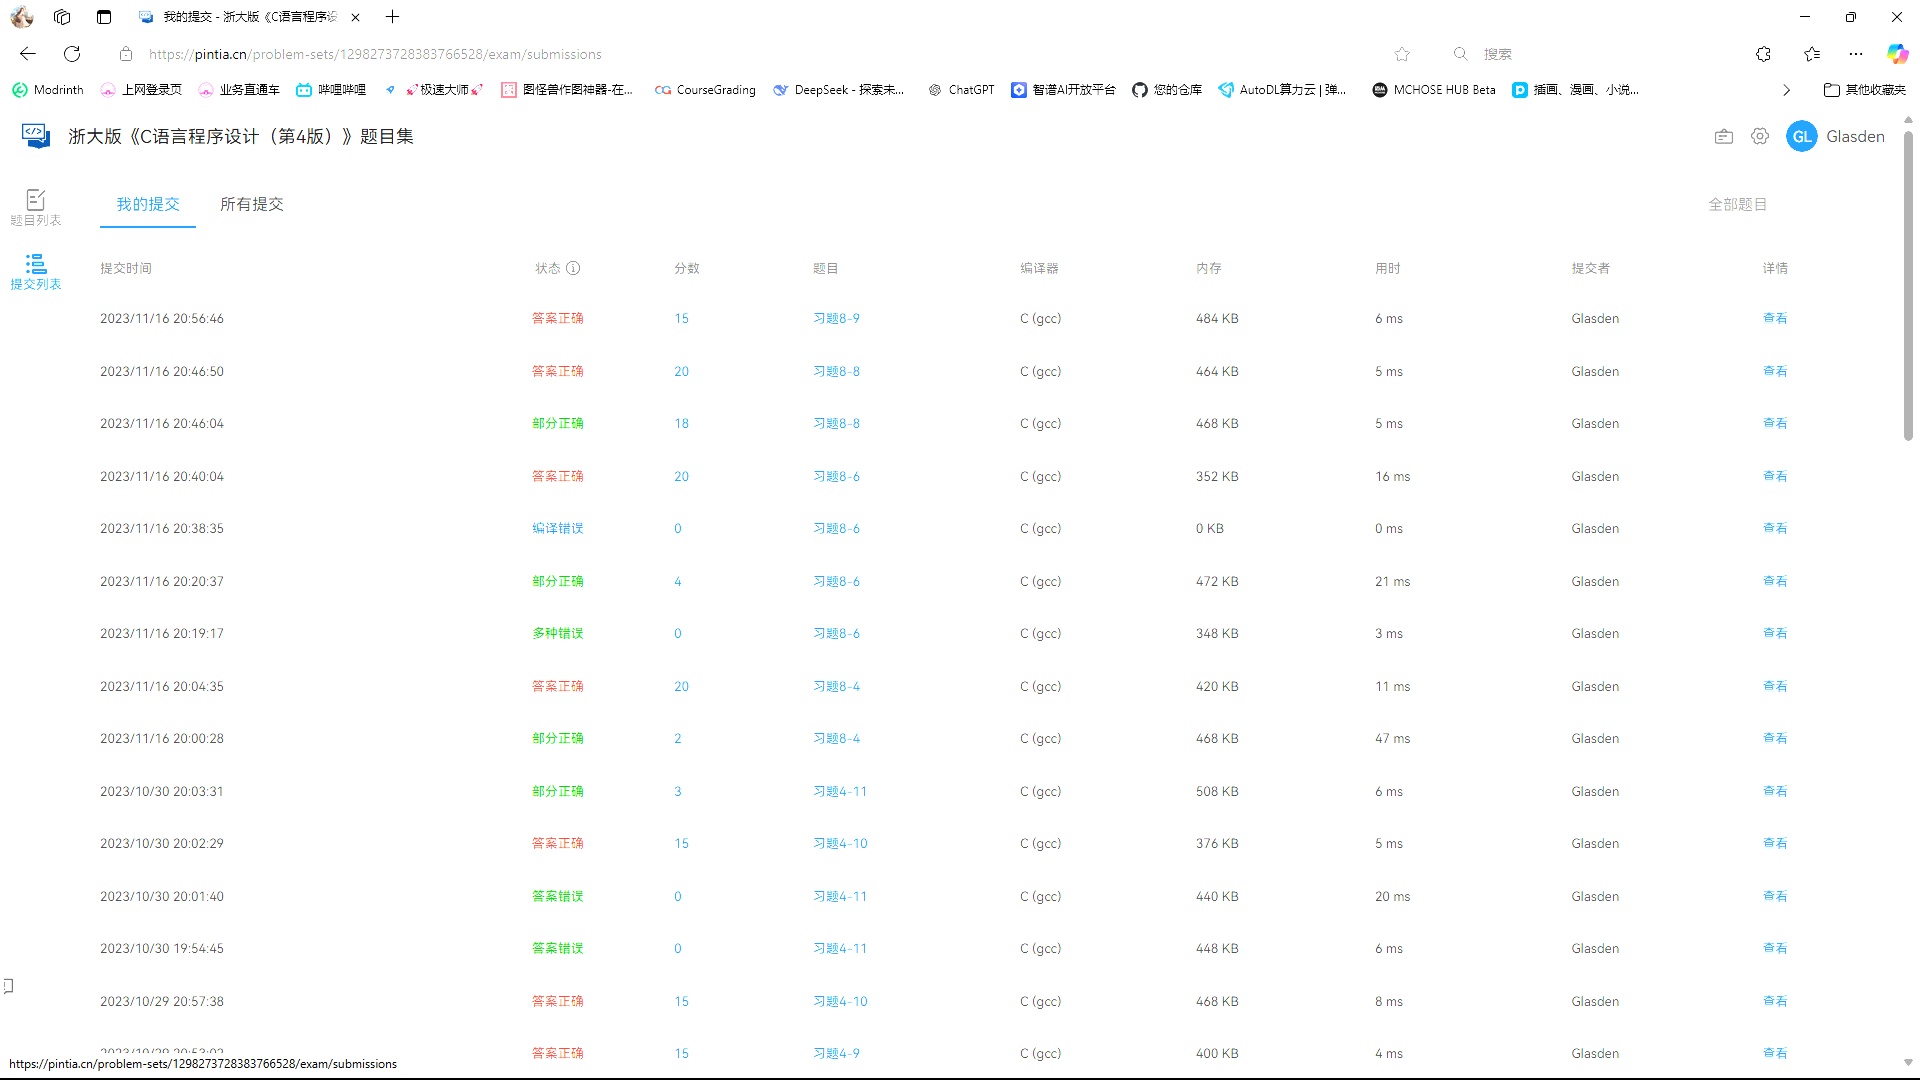 我的提交 - 浙大版《C语言程序设
https://pintia.cn/problem-sets/1298273728383766528/exam/submissions
搜索
Modrinth 上网登录页 业务直通车 哔哩哔哩 🚀极速大师🚀 图怪兽作图神器-在... CourseGrading DeepSeek - 探索未... ChatGPT 智谱AI开放平台 您的仓库 AutoDL算力云 | 弹... MCHOSE HUB Beta 插画、漫画、小说... 其他收藏夹
浙大版《C语言程序设计（第4版）》题目集
GL Glasden
题目列表
提交列表
我的提交 所有提交 全部题目
提交时间 状态 分数 题目 编译器 内存 用时 提交者 详情
2023/11/16 20:56:46 答案正确 15 习题8-9 C (gcc) 484 KB 6 ms Glasden 查看
2023/11/16 20:46:50 答案正确 20 习题8-8 C (gcc) 464 KB 5 ms Glasden 查看
2023/11/16 20:46:04 部分正确 18 习题8-8 C (gcc) 468 KB 5 ms Glasden 查看
2023/11/16 20:40:04 答案正确 20 习题8-6 C (gcc) 352 KB 16 ms Glasden 查看
2023/11/16 20:38:35 编译错误 0 习题8-6 C (gcc) 0 KB 0 ms Glasden 查看
2023/11/16 20:20:37 部分正确 4 习题8-6 C (gcc) 472 KB 21 ms Glasden 查看
2023/11/16 20:19:17 多种错误 0 习题8-6 C (gcc) 348 KB 3 ms Glasden 查看
2023/11/16 20:04:35 答案正确 20 习题8-4 C (gcc) 420 KB 11 ms Glasden 查看
2023/11/16 20:00:28 部分正确 2 习题8-4 C (gcc) 468 KB 47 ms Glasden 查看
2023/10/30 20:03:31 部分正确 3 习题4-11 C (gcc) 508 KB 6 ms Glasden 查看
2023/10/30 20:02:29 答案正确 15 习题4-10 C (gcc) 376 KB 5 ms Glasden 查看
2023/10/30 20:01:40 答案错误 0 习题4-11 C (gcc) 440 KB 20 ms Glasden 查看
2023/10/30 19:54:45 答案错误 0 习题4-11 C (gcc) 448 KB 6 ms Glasden 查看
2023/10/29 20:57:38 答案正确 15 习题4-10 C (gcc) 468 KB 8 ms Glasden 查看
答案正确 15 习题4-9 C (gcc) 400 KB 4 ms Glasden 查看
https://pintia.cn/problem-sets/1298273728383766528/exam/submissions